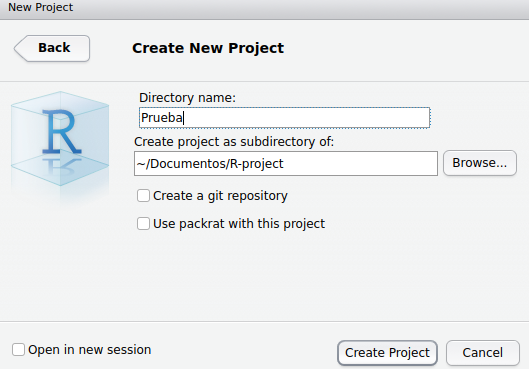 New Project
Back
Create New Project
R
Directory name:
Prueba
Create project as subdirectory of:
~/Documentos/R-project
Browse...
Create a git repository
Use packrat with this project
Open in new session
Create Project
Cancel